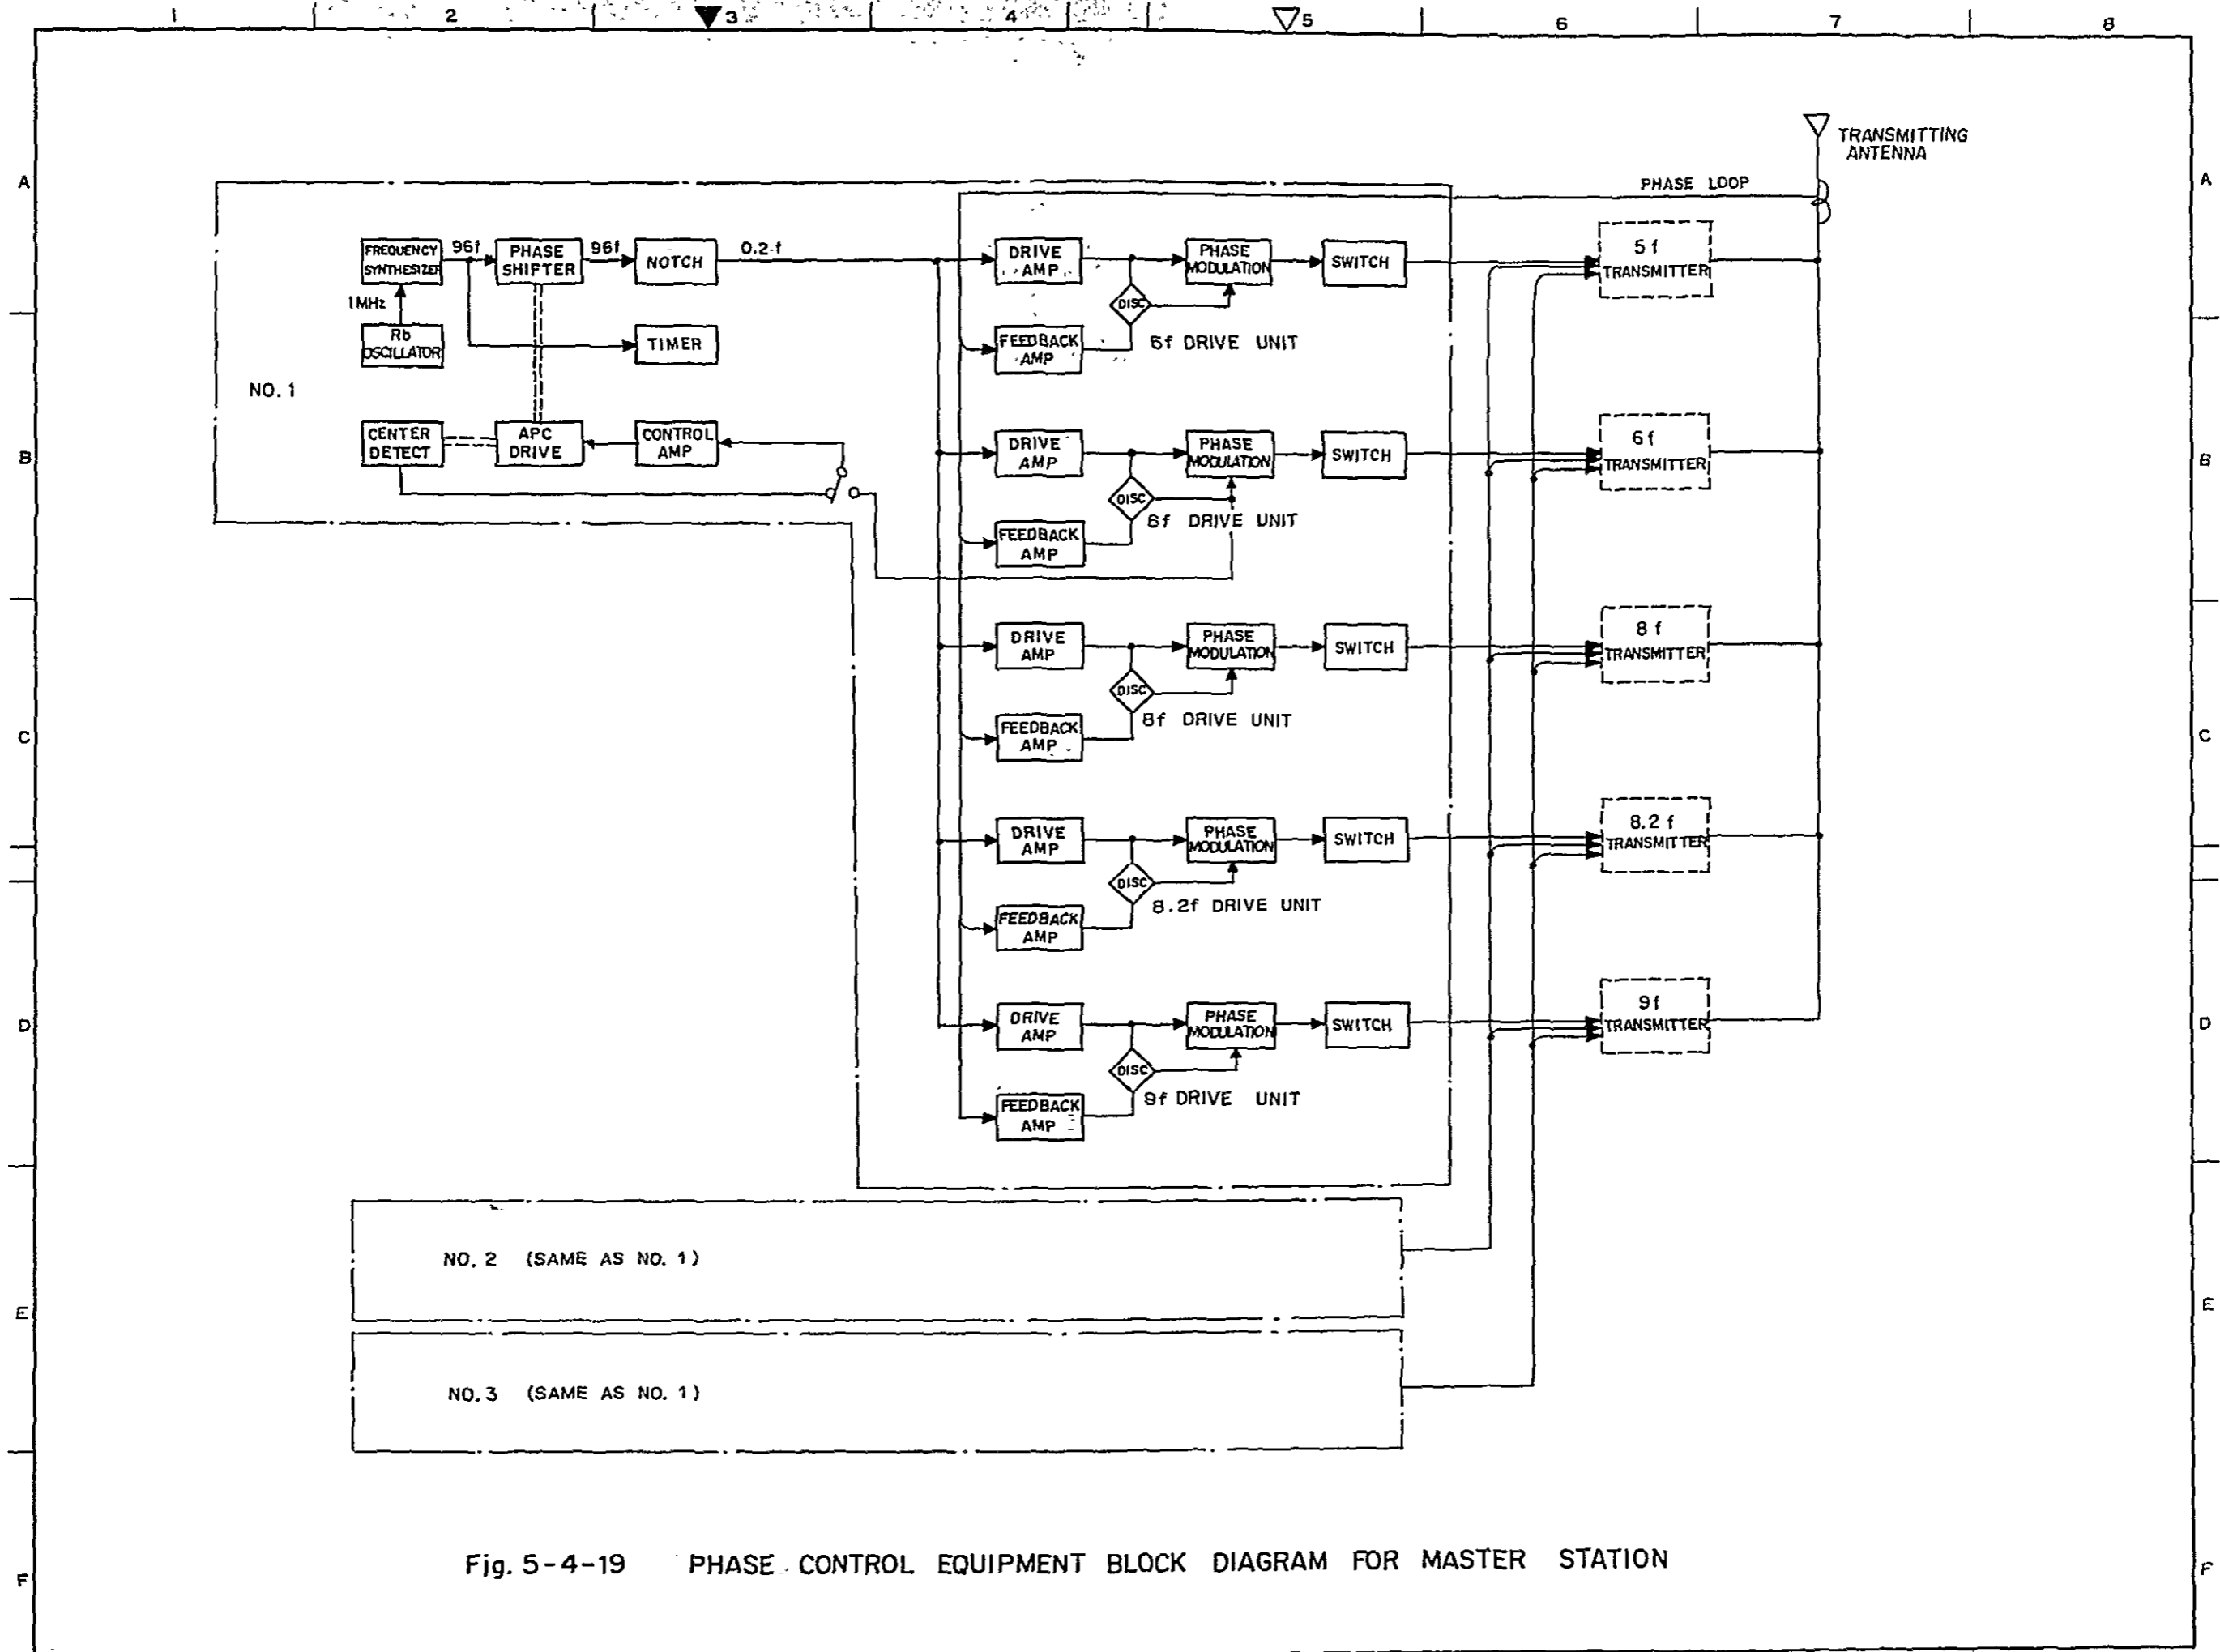 1 2 3 4 5 6 7 8
TRANSMITTING
ANTENNA
A A
PHASE LOOP
FREQUENCY
SYNTHESIZER
96f
PHASE
SHIFTER
96f
NOTCH
0.2f
DRIVE
AMP
PHASE
MODULATION
SWITCH
5f
TRANSMITTER
1MHz
DISC
Rb
OSCILLATOR
TIMER
FEEDBACK
AMP
5f DRIVE UNIT
NO. 1
CENTER
DETECT
APC
DRIVE
CONTROL
AMP
DRIVE
AMP
PHASE
MODULATION
SWITCH
6f
TRANSMITTER
B B
DISC
6f DRIVE UNIT
FEEDBACK
AMP
DRIVE
AMP
PHASE
MODULATION
SWITCH
8f
TRANSMITTER
DISC
8f DRIVE UNIT
FEEDBACK
AMP
C C
DRIVE
AMP
PHASE
MODULATION
SWITCH
8.2f
TRANSMITTER
DISC
8.2f DRIVE UNIT
FEEDBACK
AMP
DRIVE
AMP
PHASE
MODULATION
SWITCH
9f
TRANSMITTER
D D
DISC
9f DRIVE UNIT
FEEDBACK
AMP
NO. 2 (SAME AS NO. 1)
E E
NO. 3 (SAME AS NO. 1)
Fig. 5-4-19 PHASE CONTROL EQUIPMENT BLOCK DIAGRAM FOR MASTER STATION
F F